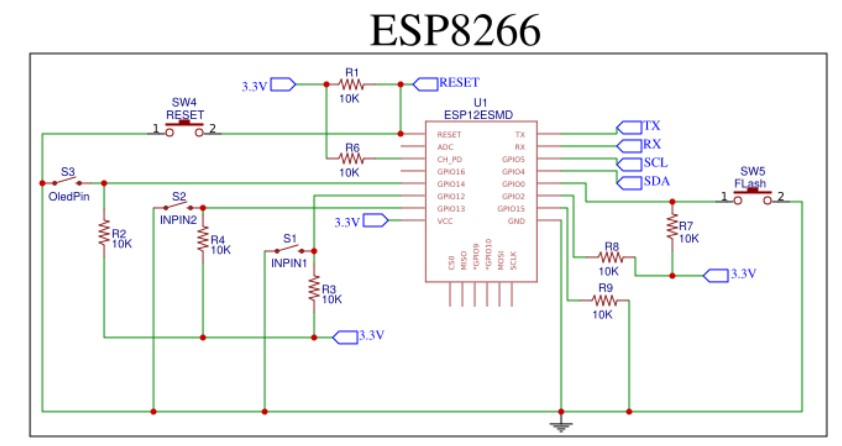 ESP8266
3.3V
R1
10K
RESET
SW4
RESET
1
2
U1
ESP12ESMD
R6
10K
RESET
ADC
CH_PD
GPIO16
GPIO14
GPIO12
GPIO13
VCC
TX
RX
GPIO5
GPIO4
GPIO0
GPIO2
GPIO15
GND
CS0
MISO
*GPIO9
*GPIO10
MOSI
SCLK
TX
RX
SCL
SDA
SW5
FLash
1
2
S3
OledPin
S2
INPIN2
S1
INPIN1
3.3V
R2
10K
R4
10K
R3
10K
3.3V
R7
10K
R8
10K
3.3V
R9
10K